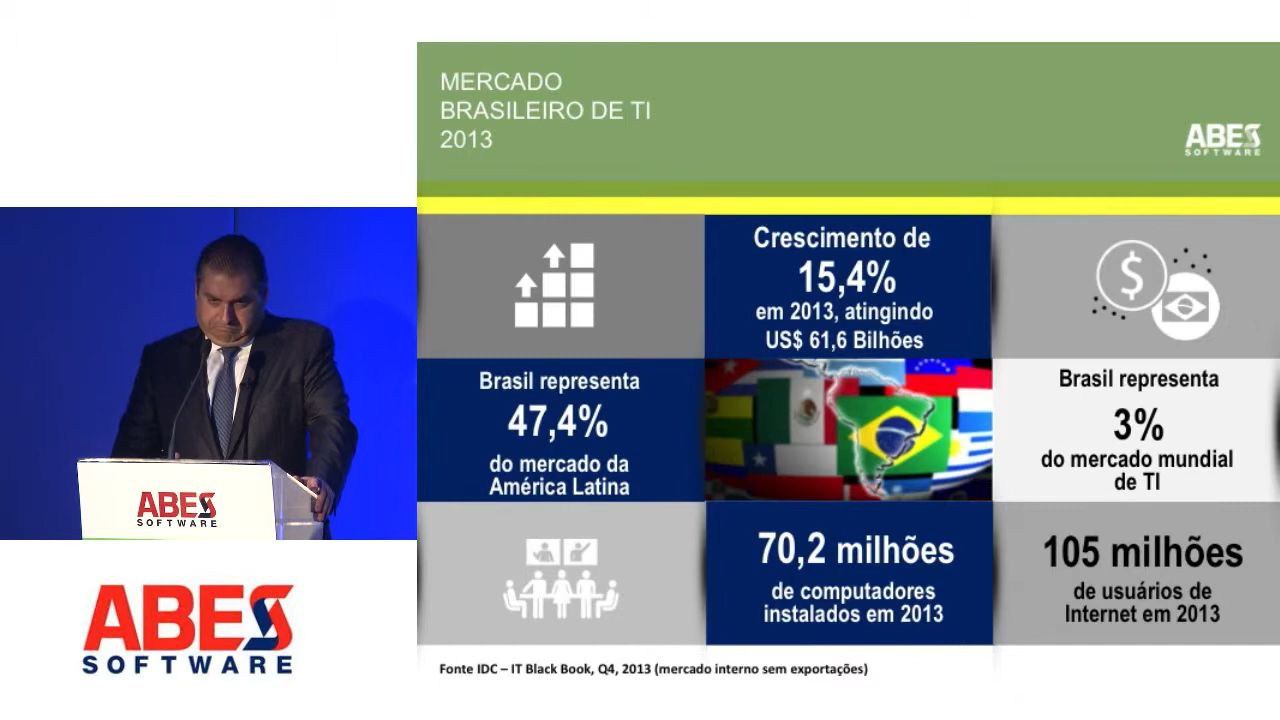 MERCADO
BRASILEIRO DE TI
2013
ABES
SOFTWARE
Crescimento de
15,4%
em 2013, atingindo
US$ 61,6 Bilhões
$
Brasil representa
47,4%
do mercado da
América Latina
Brasil representa
3%
do mercado mundial
de TI
70,2 milhões
de computadores
instalados em 2013
105 milhões
de usuários de
Internet em 2013
Fonte IDC – IT Black Book, Q4, 2013 (mercado interno sem exportações)
ABES
SOFTWARE
ABES
SOFTWARE